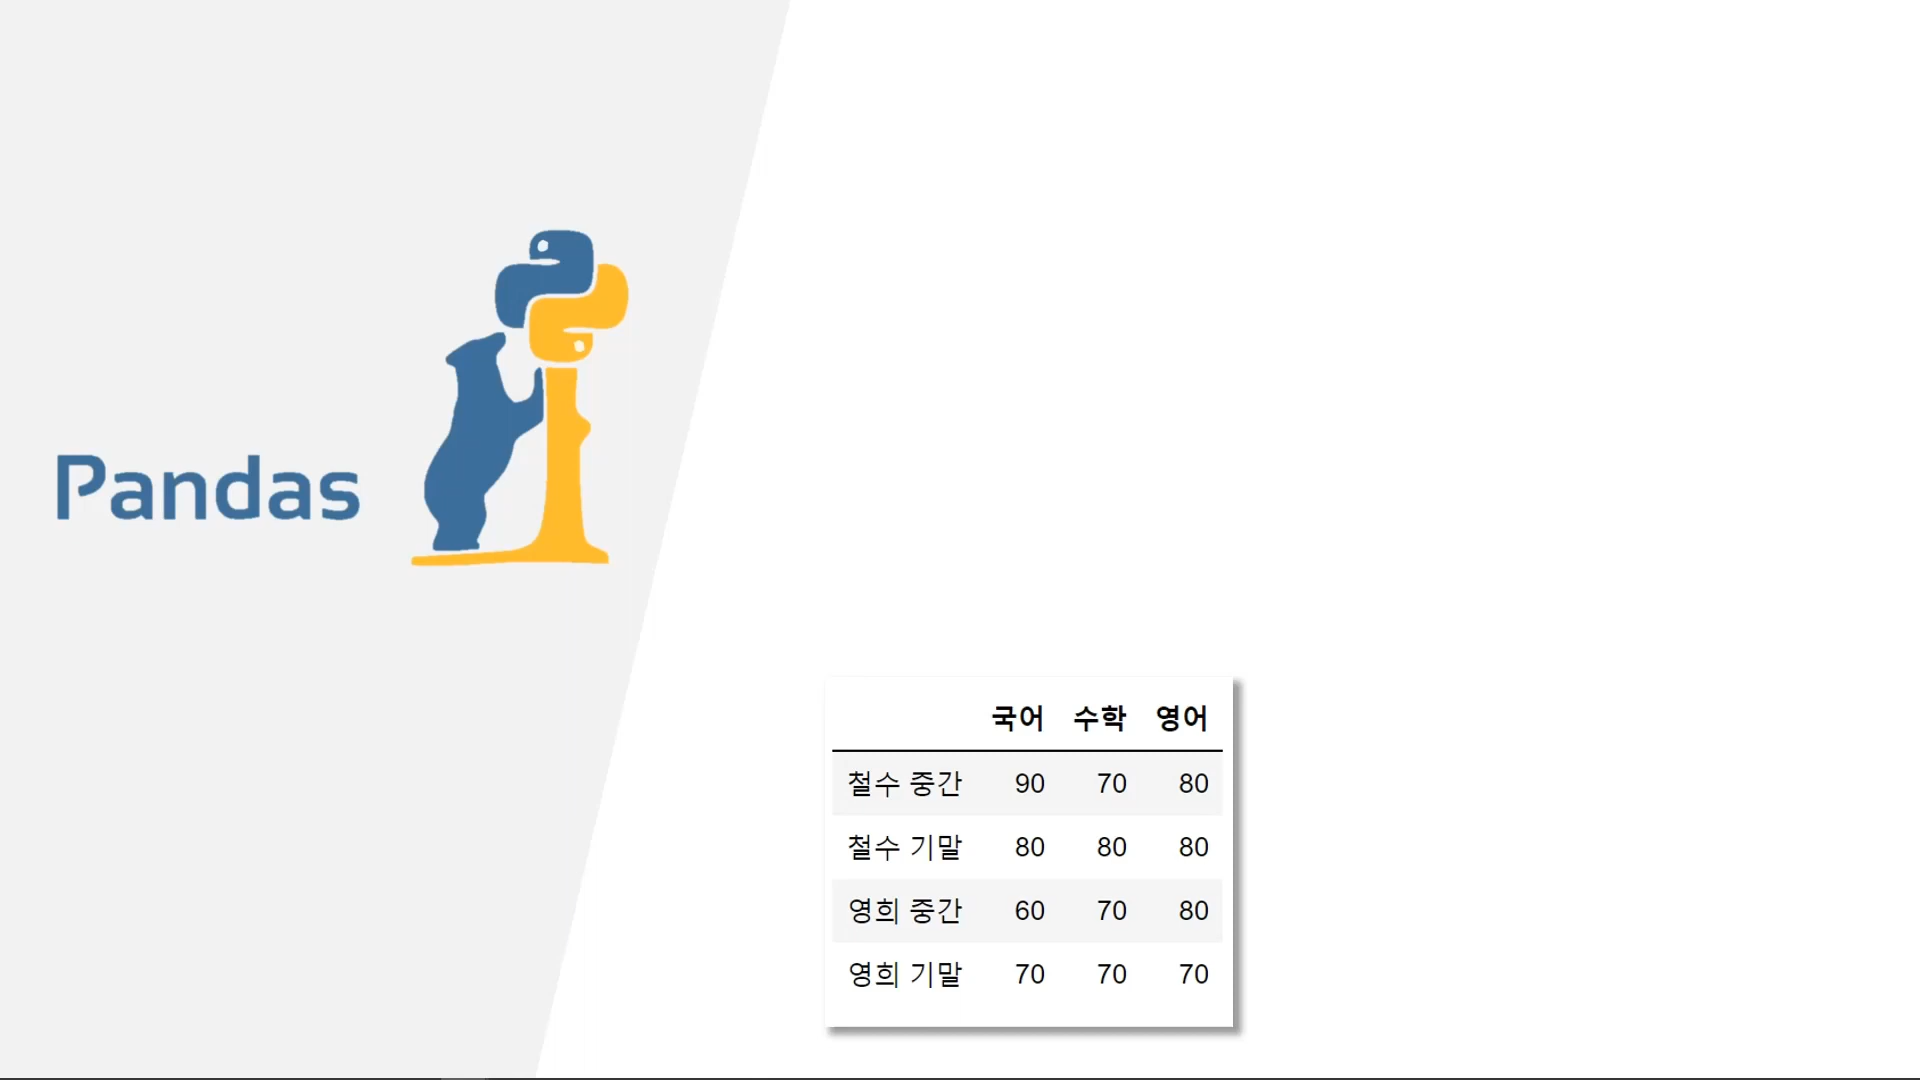 Pandas
국어 수학 영어
철수 중간 90 70 80
철수 기말 80 80 80
영희 중간 60 70 80
영희 기말 70 70 70